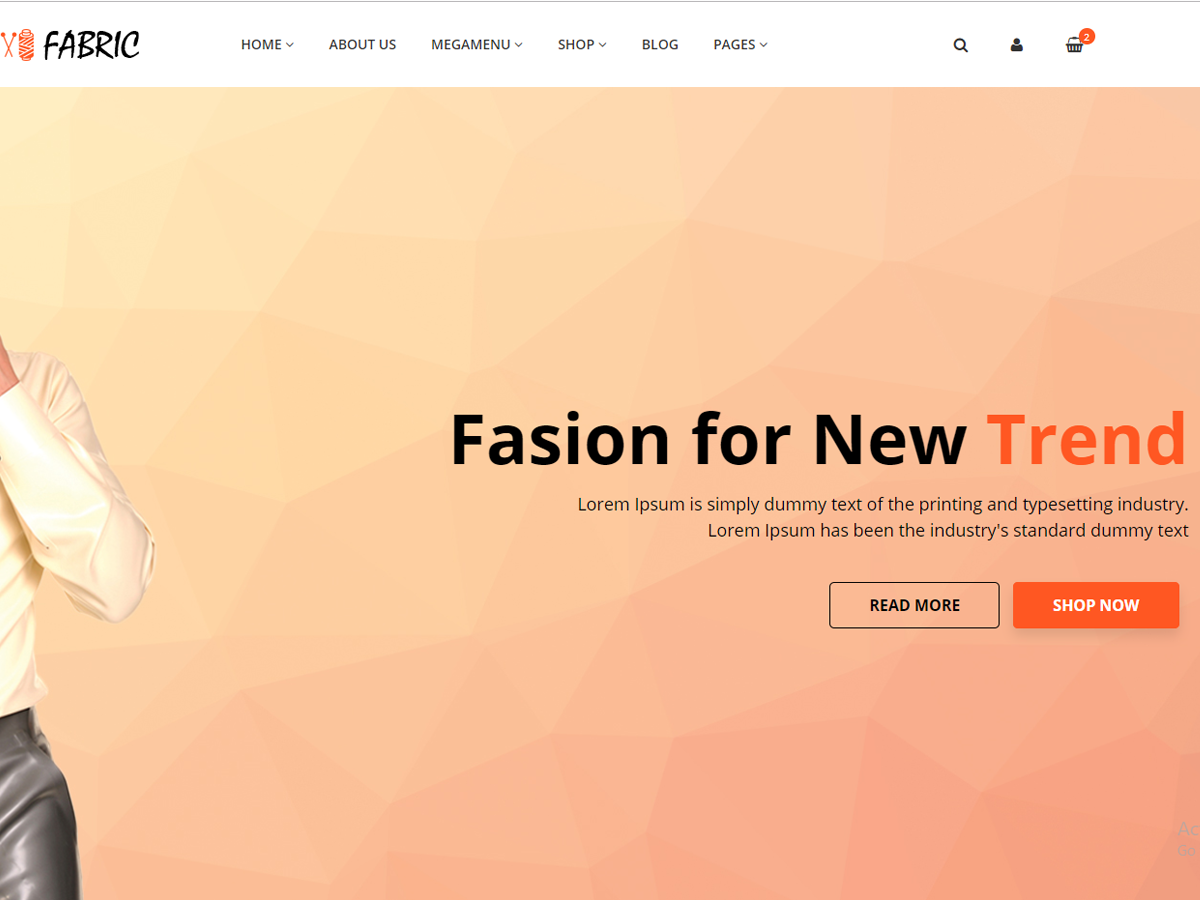 FABRIC
HOME ABOUT US MEGAMENU SHOP BLOG PAGES
2
Fasion for New Trend
Lorem Ipsum is simply dummy text of the printing and typesetting industry.
Lorem Ipsum has been the industry's standard dummy text
READ MORE SHOP NOW
Go